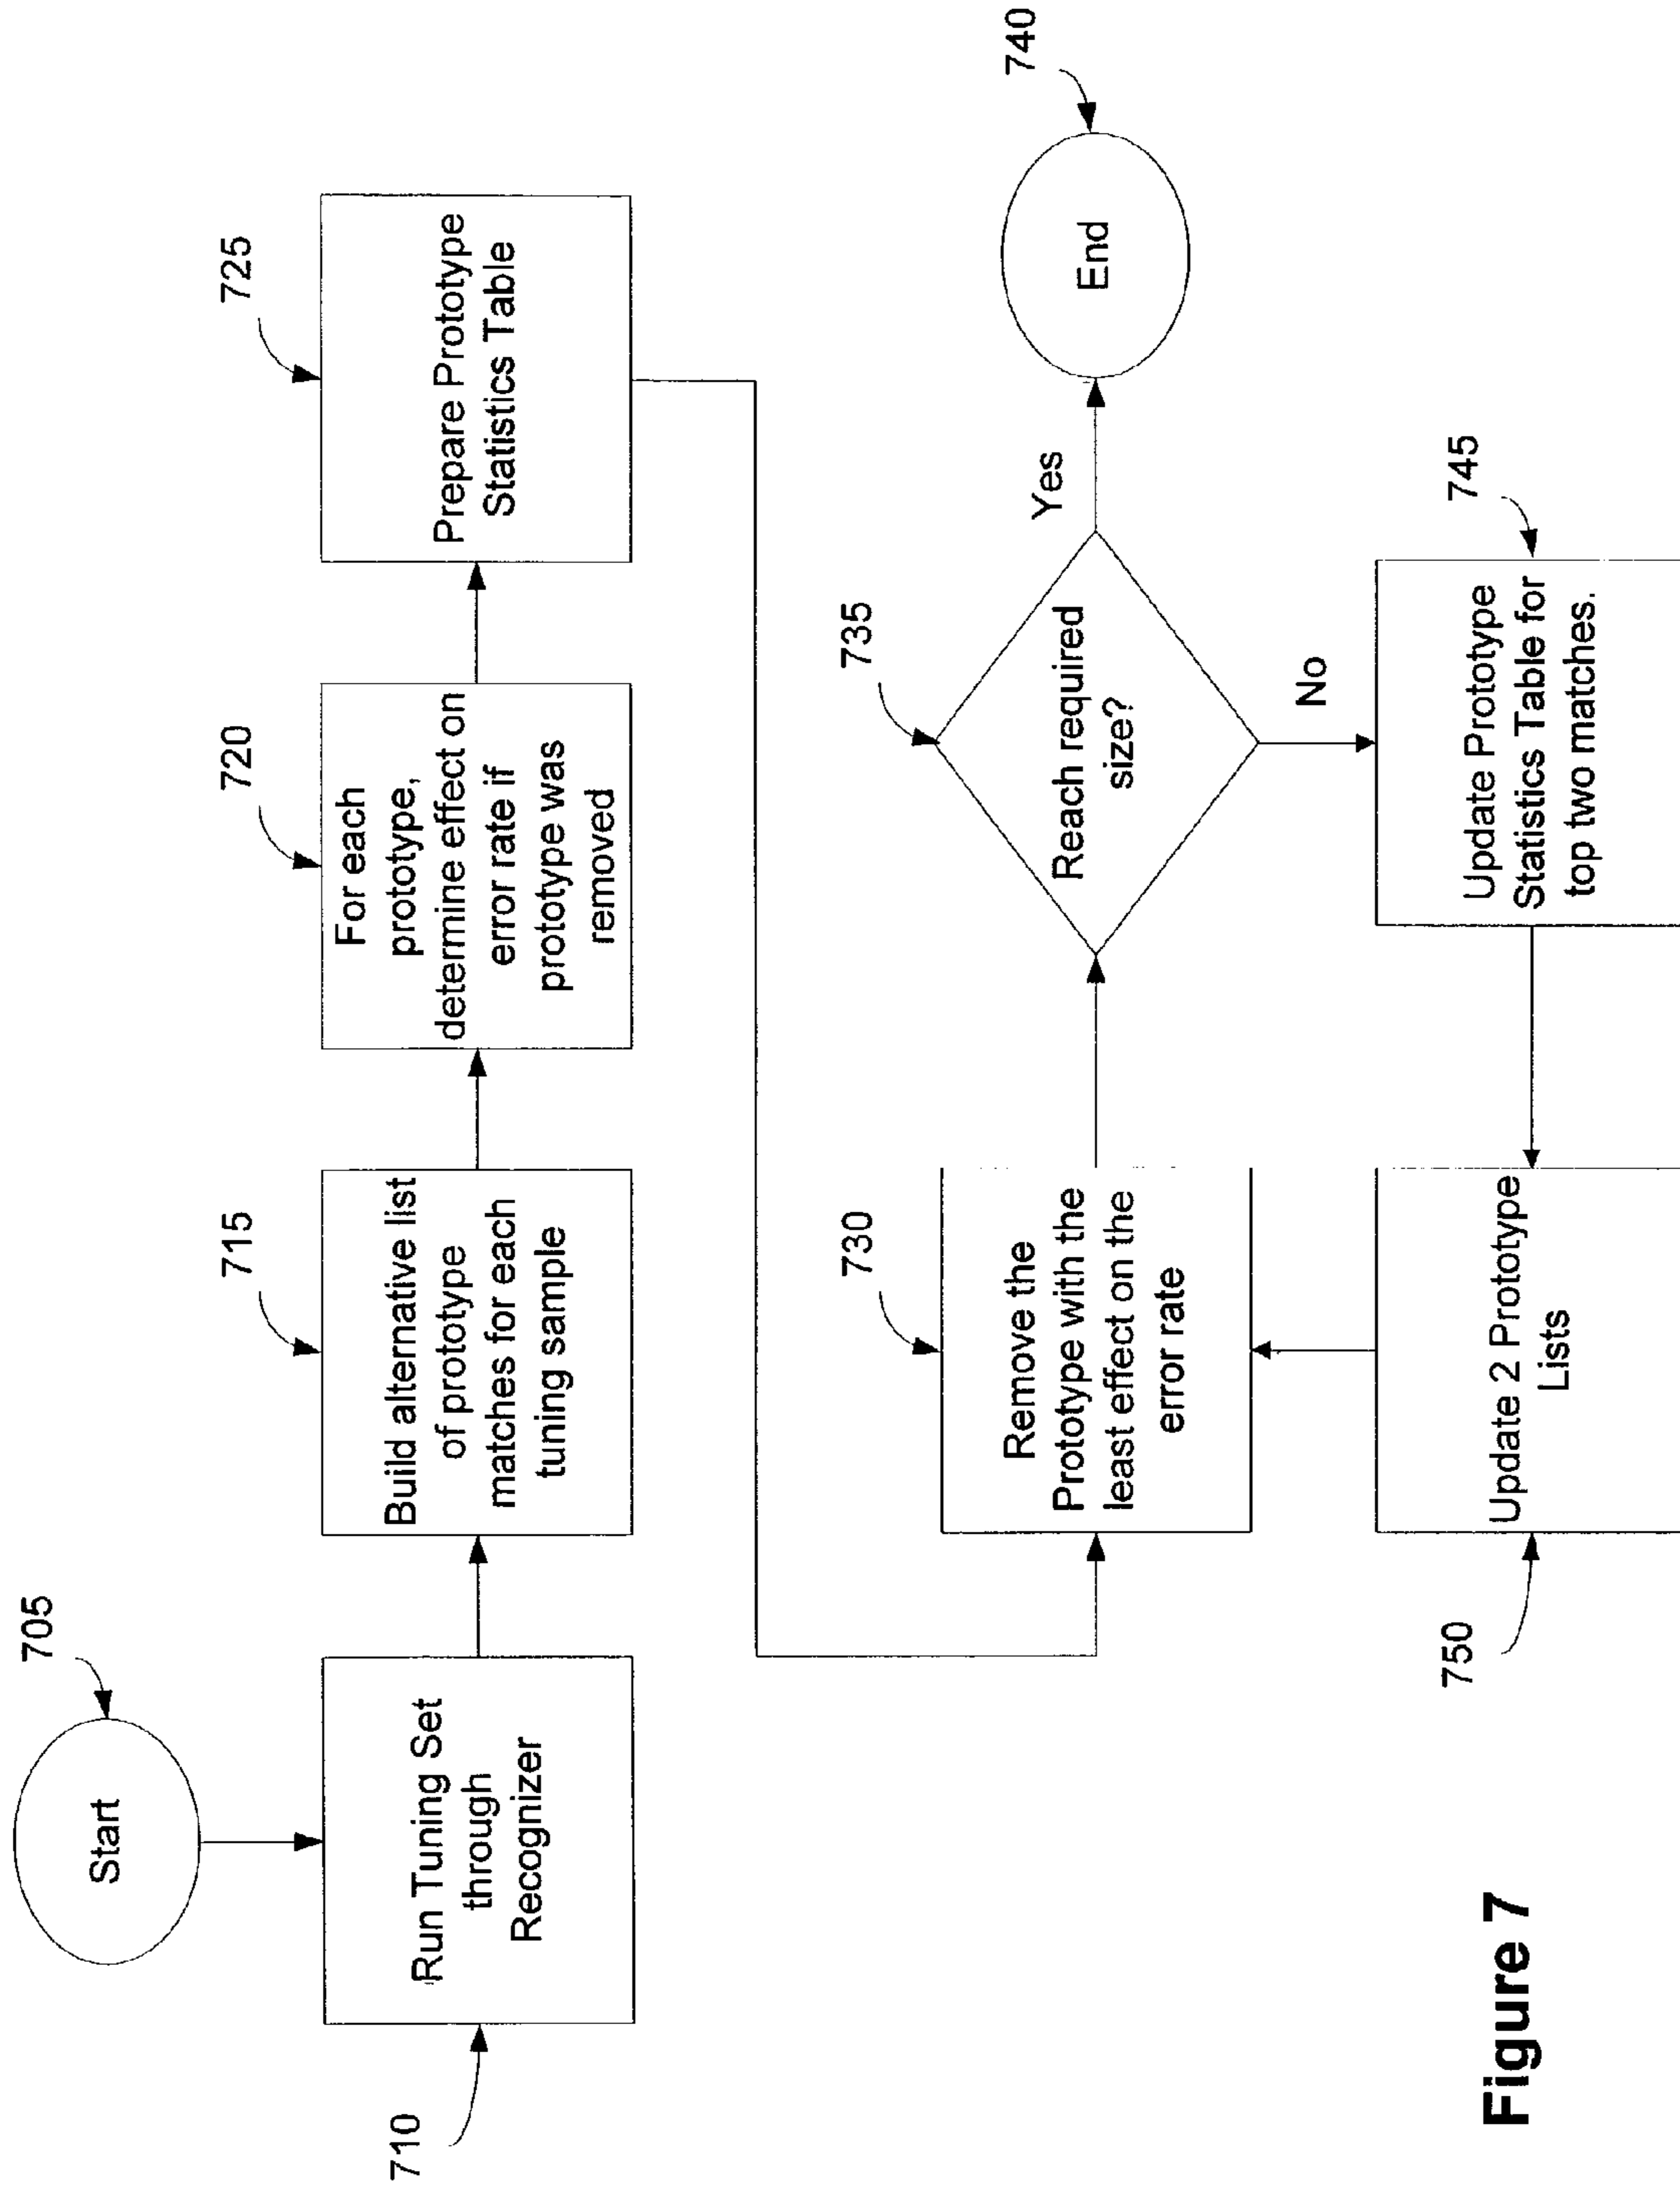 705
Start
710
Run Tuning Set
through
Recognizer
715
Build alternative list
of prototype
matches for each
tuning sample
720
For each
prototype,
determine effect on
error rate if
prototype was
removed
725
Prepare Prototype
Statistics Table
730
Remove the
Prototype with the
least effect on the
error rate
735
Reach required
size?
Yes
740
End
No
745
Update Prototype
Statistics Table for
top two matches.
750
Update 2 Prototype
Lists
Figure 7